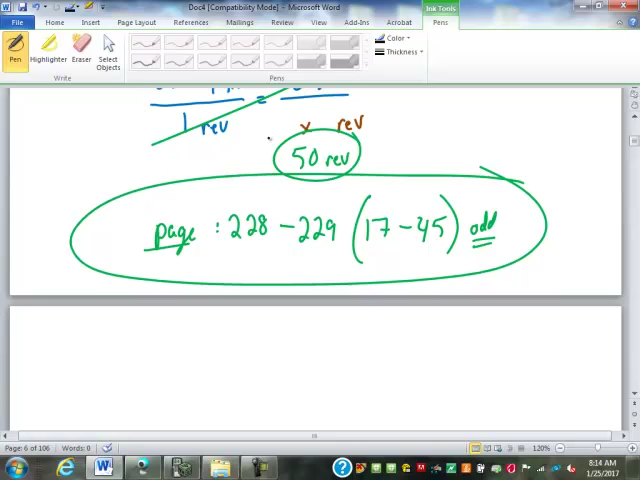 Doc4 [Compatibility Mode] - Microsoft Word
Ink Tools
File Home Insert Page Layout References Mailings Review View Add-Ins Acrobat Pens
Pen Highlighter Eraser Select Objects
Color
Thickness
Write
Pens
1 rev
=
x rev
50 rev
page : 228 - 229 (17 - 45) odd
Page: 6 of 106 Words: 0
120%
8:14 AM
1/25/2017